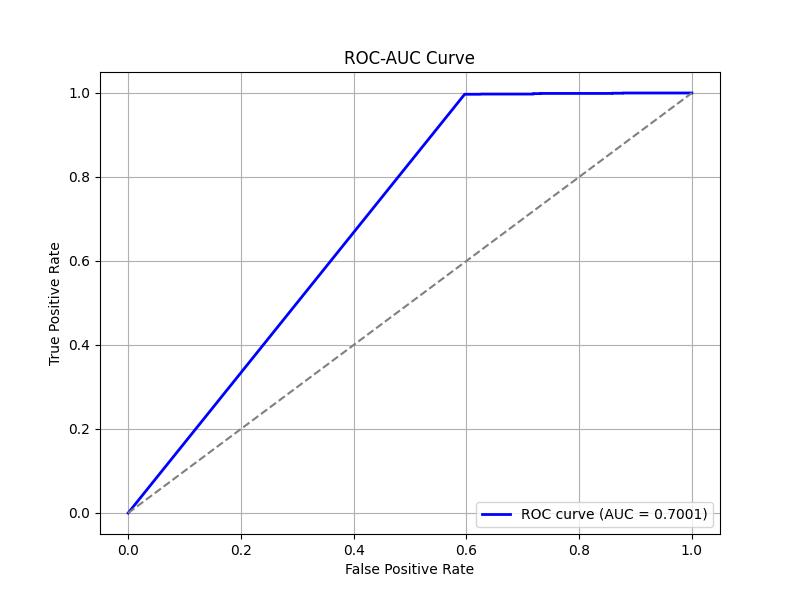 ROC-AUC Curve
1.0
0.8
0.6
0.4
0.2
0.0
True Positive Rate
ROC curve (AUC = 0.7001)
0.0 0.2 0.4 0.6 0.8 1.0
False Positive Rate